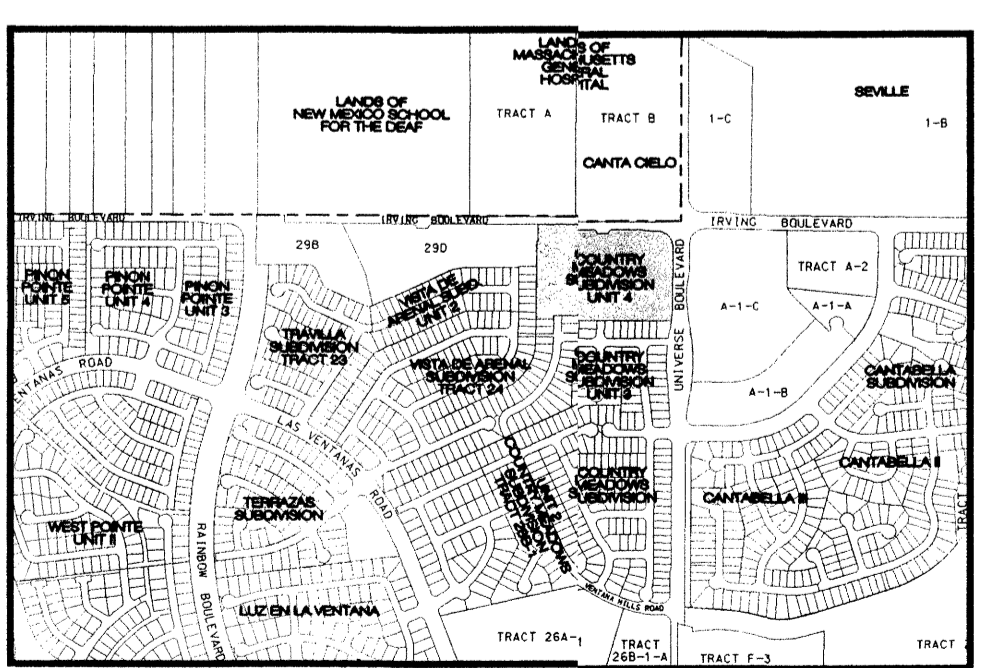 LANDS OF
MASSACHUSETTS
GENERAL
HOSPITAL
LANDS OF
NEW MEXICO SCHOOL
FOR THE DEAF
TRACT A
TRACT B
1-C
SEVILLE
1-B
CANTA CIELO
IRVING BOULEVARD
IRVING BOULEVARD
IRVING BOULEVARD
29B
29D
PINON
POINTE
UNIT 5
PINON
POINTE
UNIT 4
PINON
POINTE
UNIT 3
VISTA DE
ARENAL SUBD.
UNIT 2
COUNTRY
MEADOWS
SUBDIVISION
UNIT 4
UNIVERSE BOULEVARD
TRACT A-2
A-1-C
A-1-A
A-1-B
TRAVILLA
SUBDIVISION
TRACT 23
VISTA DE ARENAL
SUBDIVISION
TRACT 24
COUNTRY
MEADOWS
SUBDIVISION
UNIT 3
CANTABELLA
SUBDIVISION
ENTANAS ROAD
LAS VENTANAS ROAD
CANTABELLA II
CANTABELLA III
COUNTRY
MEADOWS
SUBDIVISION
UNIT 2
COUNTRY MEADOWS
SUBDIVISION
TERRAZAS
SUBDIVISION
WEST POINTE
UNIT II
RAINBOW BOULEVARD
TRACT
LUZ EN LA VENTANA
VENTANA HILLS ROAD
TRACT 26A-1
TRACT
26B-1-A
TRACT F-3
TRACT